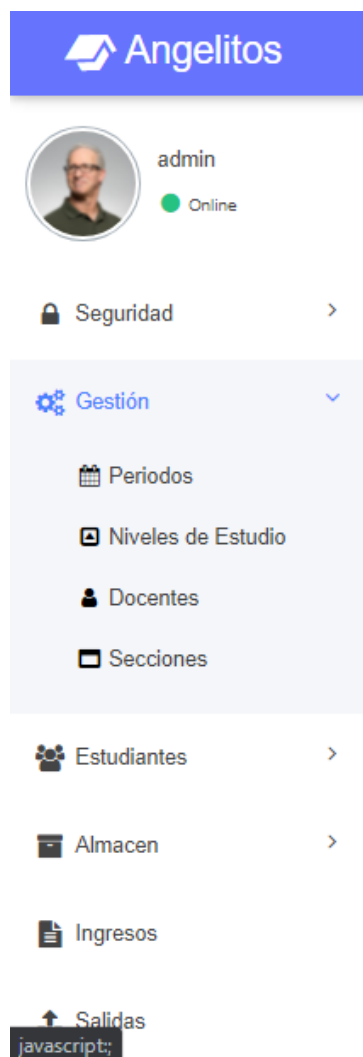 Angelitos
admin
Online
Seguridad
Gestión
Periodos
Niveles de Estudio
Docentes
Secciones
Estudiantes
Almacen
Ingresos
Salidas
javascript:;